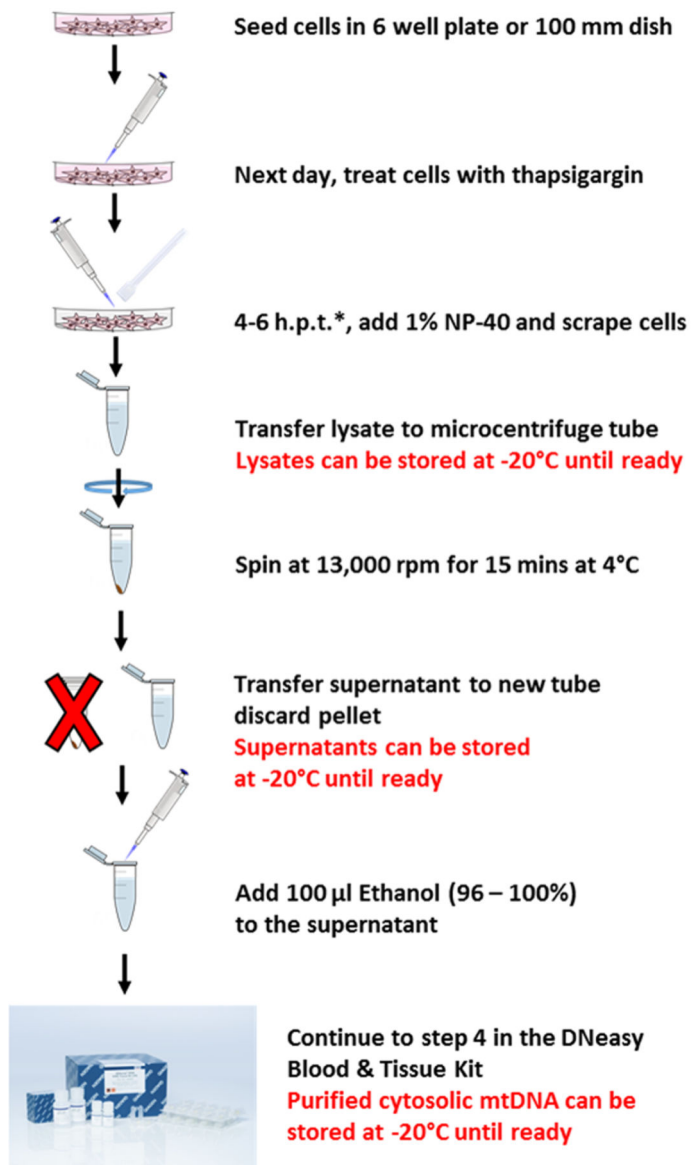 Seed cells in 6 well plate or 100 mm dish
Next day, treat cells with thapsigargin
4-6 h.p.t.*, add 1% NP-40 and scrape cells
Transfer lysate to microcentrifuge tube
Lysates can be stored at -20°C until ready
Spin at 13,000 rpm for 15 mins at 4°C
Transfer supernatant to new tube
discard pellet
Supernatants can be stored
at -20°C until ready
Add 100 µl Ethanol (96 – 100%)
to the supernatant
Continue to step 4 in the DNeasy
Blood & Tissue Kit
Purified cytosolic mtDNA can be
stored at -20°C until ready